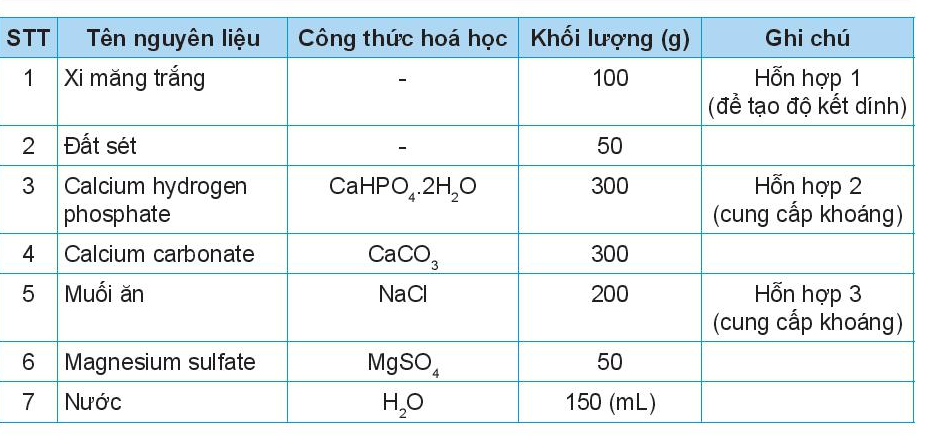 STT Tên nguyên liệu Công thức hoá học Khối lượng (g) Ghi chú
1 Xi măng trắng - 100 Hỗn hợp 1
(để tạo độ kết dính)
2 Đất sét - 50
3 Calcium hydrogen CaHPO₄.2H₂O 300 Hỗn hợp 2
phosphate (cung cấp khoáng)
4 Calcium carbonate CaCO₃ 300
5 Muối ăn NaCl 200 Hỗn hợp 3
(cung cấp khoáng)
6 Magnesium sulfate MgSO₄ 50
7 Nước H₂O 150 (mL)